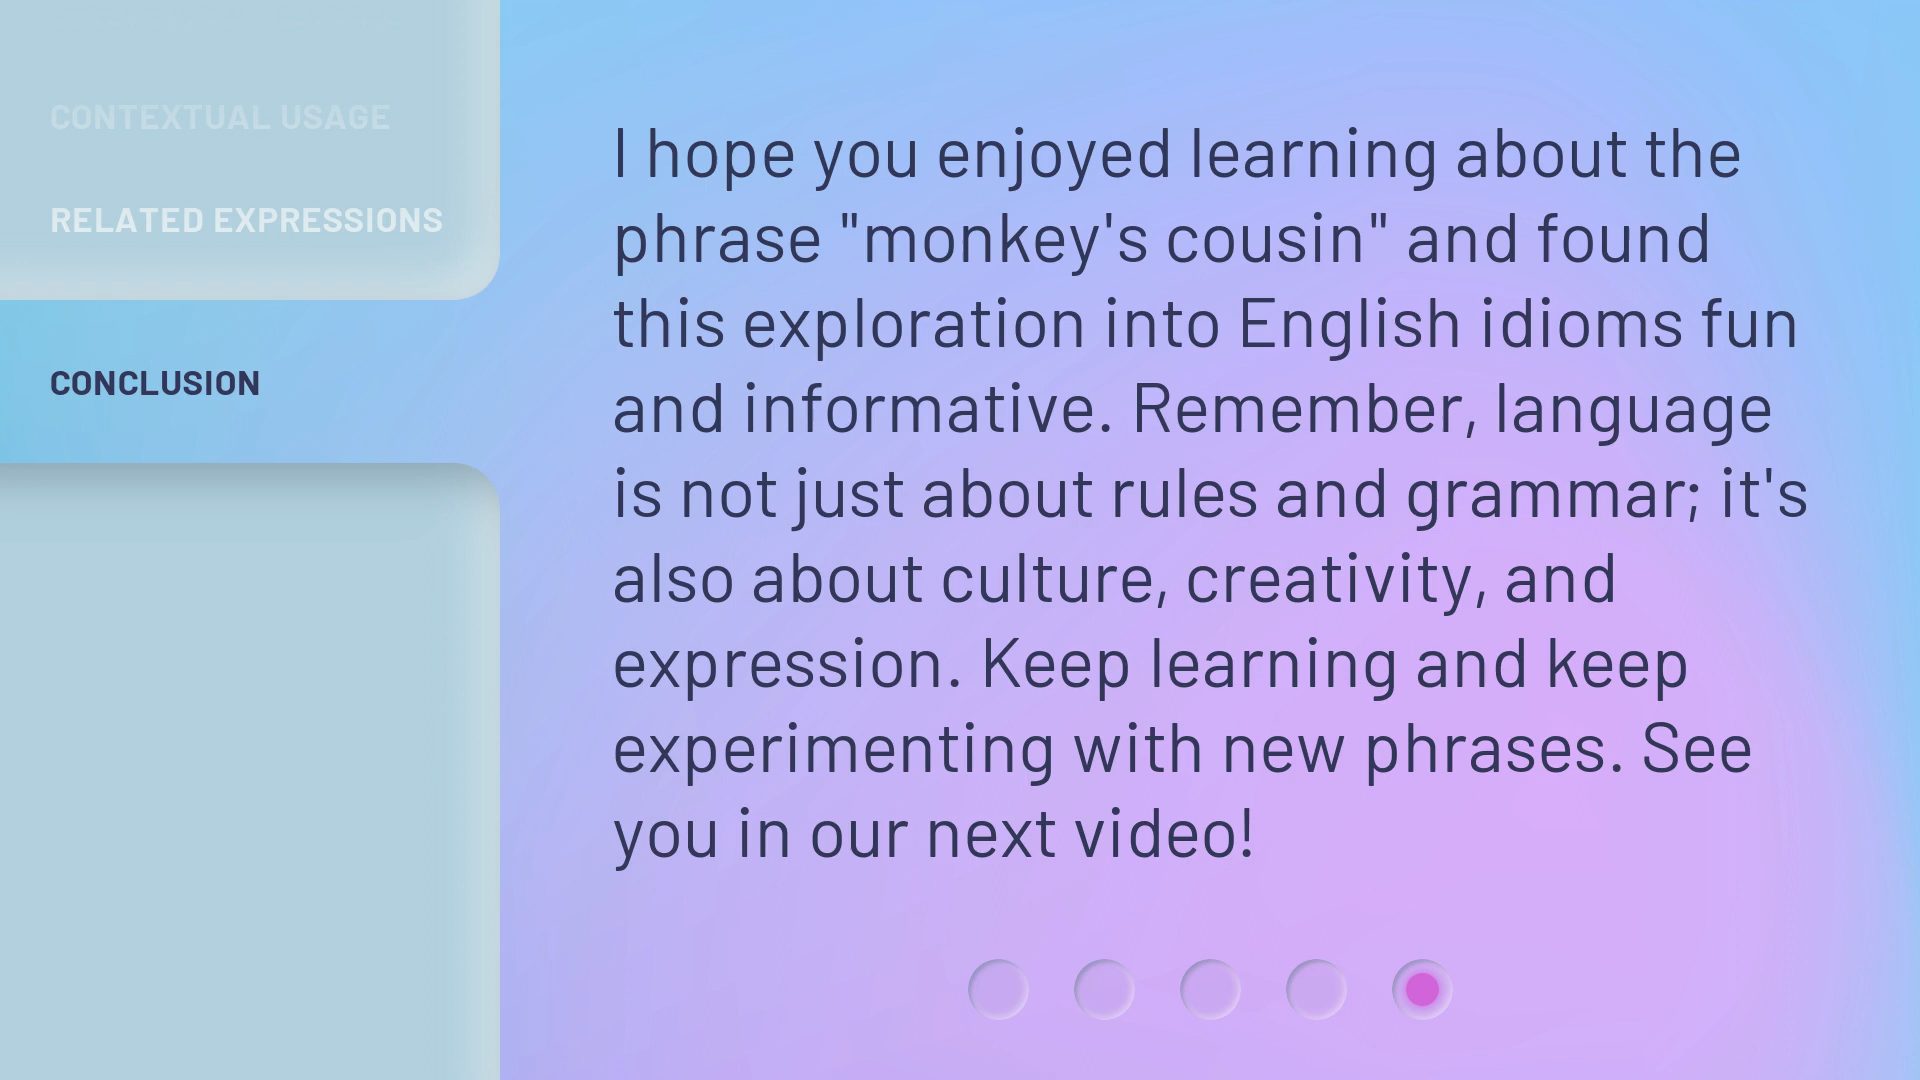 CONTEXTUAL USAGE
RELATED EXPRESSIONS
CONCLUSION
I hope you enjoyed learning about the
phrase "monkey's cousin" and found
this exploration into English idioms fun
and informative. Remember, language
is not just about rules and grammar; it's
also about culture, creativity, and
expression. Keep learning and keep
experimenting with new phrases. See
you in our next video!